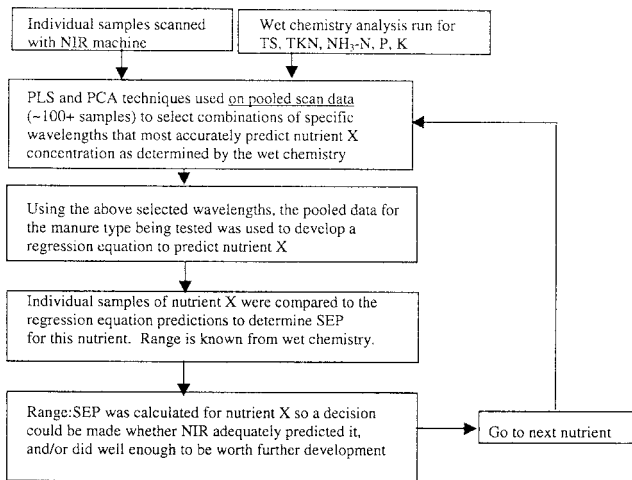 Individual samples scanned
with NIR machine
Wet chemistry analysis run for
TS, TKN, NH3-N, P, K
PLS and PCA techniques used on pooled scan data
(~100+ samples) to select combinations of specific
wavelengths that most accurately predict nutrient X
concentration as determined by the wet chemistry
Using the above selected wavelengths, the pooled data for
the manure type being tested was used to develop a
regression equation to predict nutrient X
Individual samples of nutrient X were compared to the
regression equation predictions to determine SEP
for this nutrient. Range is known from wet chemistry.
Range:SEP was calculated for nutrient X so a decision
could be made whether NIR adequately predicted it,
and/or did well enough to be worth further development
Go to next nutrient